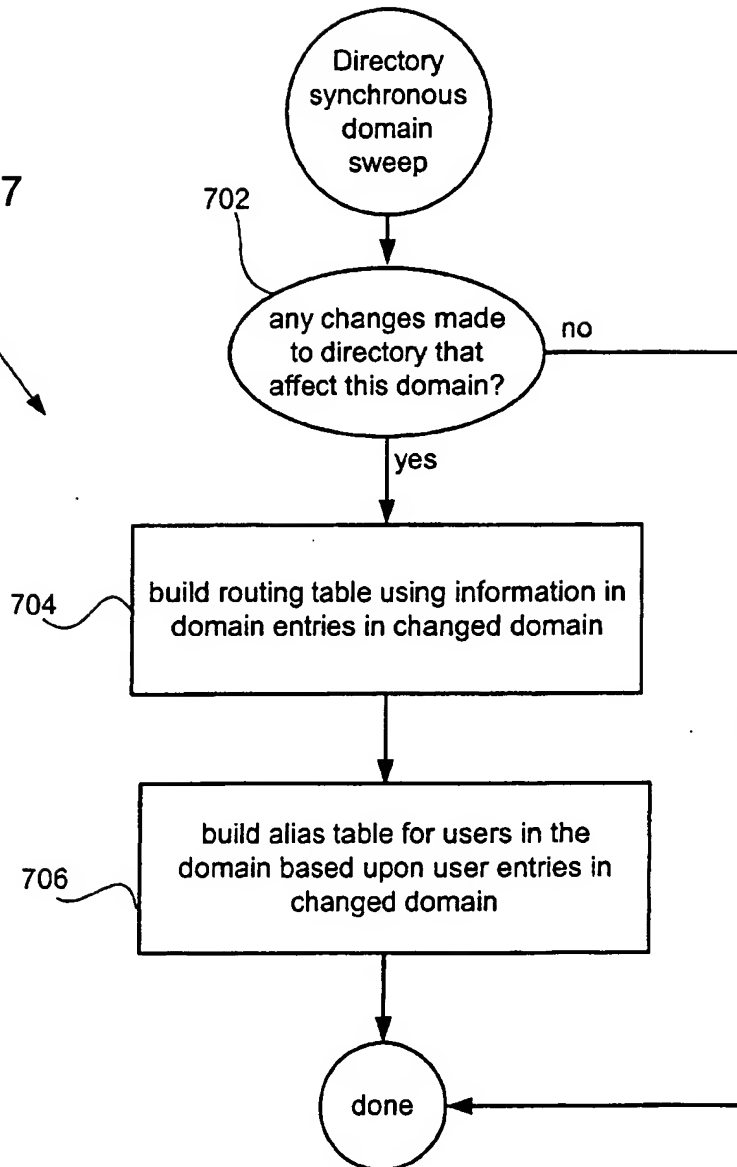 Directory
synchronous
domain
sweep
7
702
any changes made
to directory that
affect this domain?
no
yes
704
build routing table using information in
domain entries in changed domain
706
build alias table for users in the
domain based upon user entries in
changed domain
done